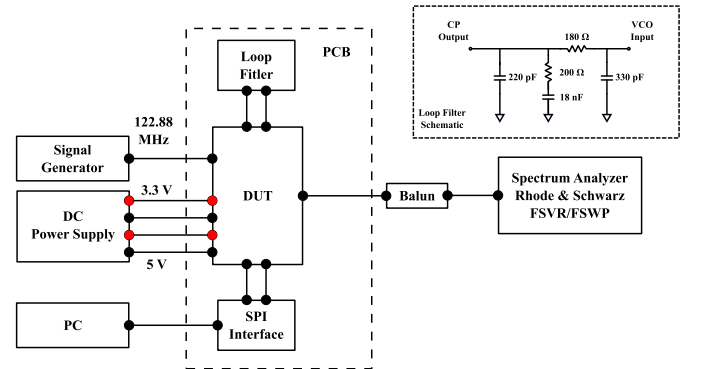 Loop
Fitler
PCB
122.88
MHz
Signal
Generator
3.3 V
DC
Power Supply
5 V
DUT
Balun
Spectrum Analyzer
Rhode & Schwarz
FSVR/FSWP
PC
SPI
Interface
CP
Output
180 Ω
VCO
Input
220 pF
200 Ω
18 nF
330 pF
Loop Filter
Schematic